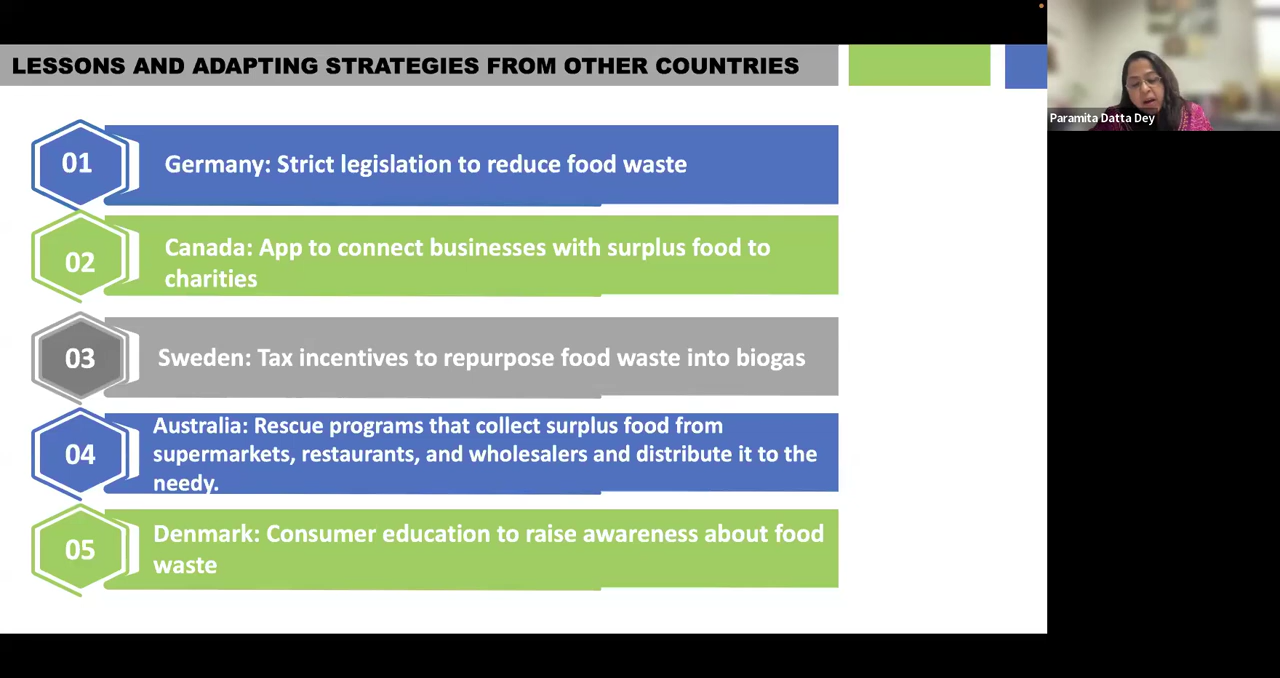 LESSONS AND ADAPTING STRATEGIES FROM OTHER COUNTRIES
Paramita Datta Dey
01
Germany: Strict legislation to reduce food waste
02
Canada: App to connect businesses with surplus food to
charities
03
Sweden: Tax incentives to repurpose food waste into biogas
04
Australia: Rescue programs that collect surplus food from
supermarkets, restaurants, and wholesalers and distribute it to the
needy.
05
Denmark: Consumer education to raise awareness about food
waste